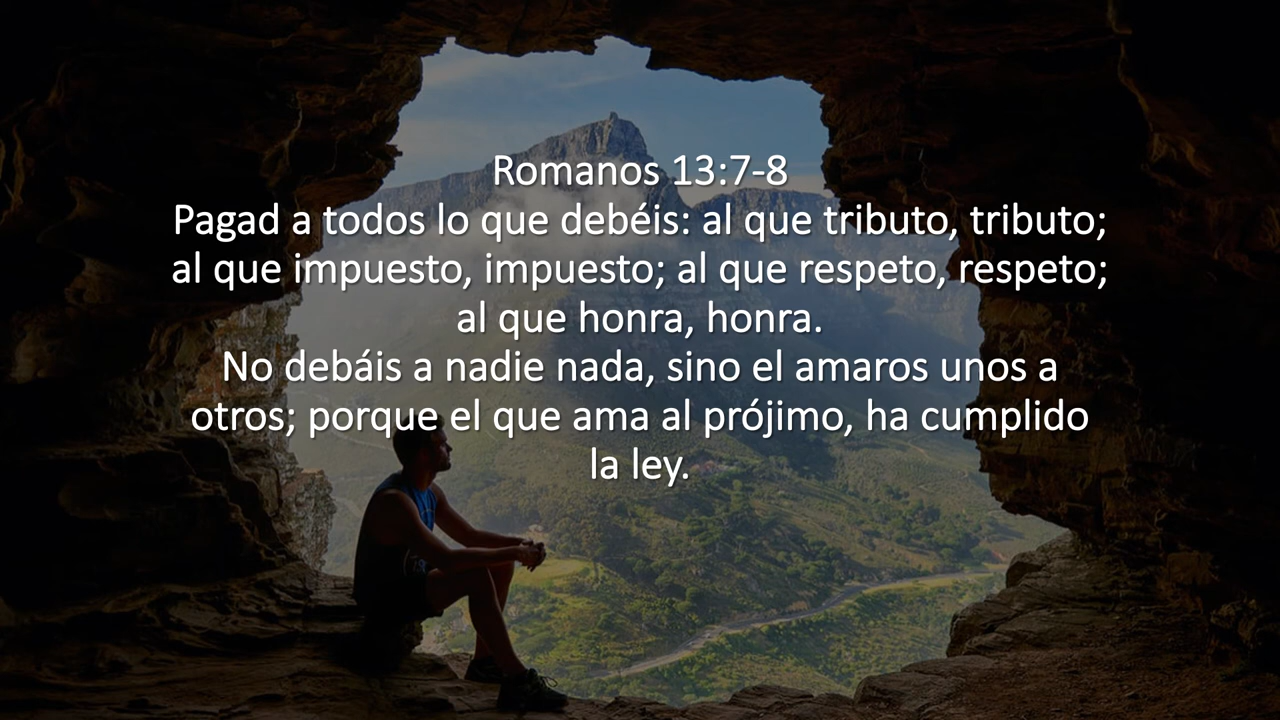 Romanos 13:7-8
Pagad a todos lo que debéis: al que tributo, tributo;
al que impuesto, impuesto; al que respeto, respeto;
al que honra, honra.
No debáis a nadie nada, sino el amaros unos a
otros; porque el que ama al prójimo, ha cumplido
la ley.